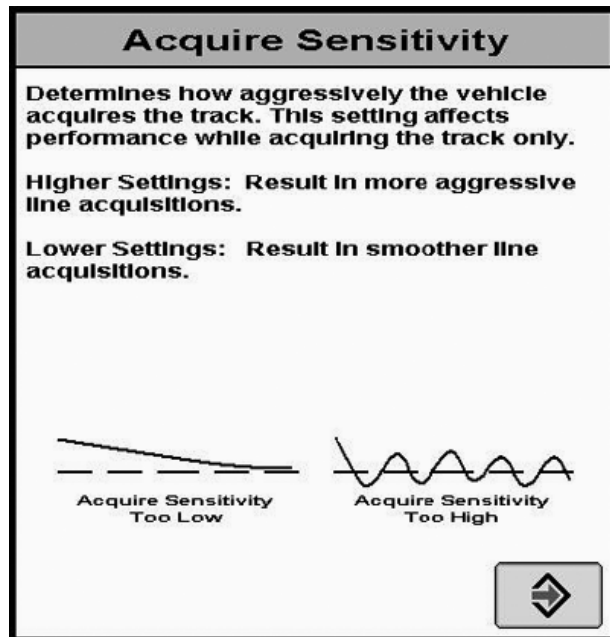 Acquire Sensitivity
Determines how aggressively the vehicle
acquires the track. This setting affects
performance while acquiring the track only.
Higher Settings: Result in more aggressive
line acquisitions.
Lower Settings: Result in smoother line
acquisitions.
Acquire Sensitivity
Too Low
Acquire Sensitivity
Too High